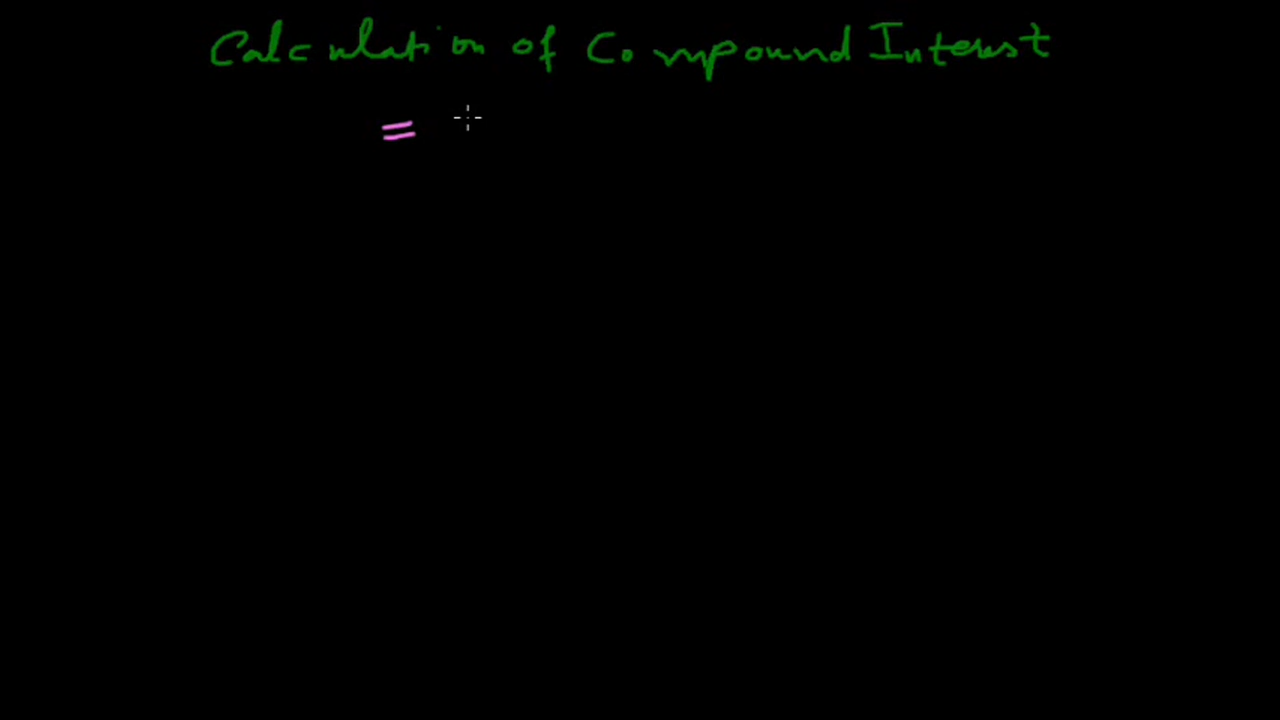 Calculation of Compound Interest
=